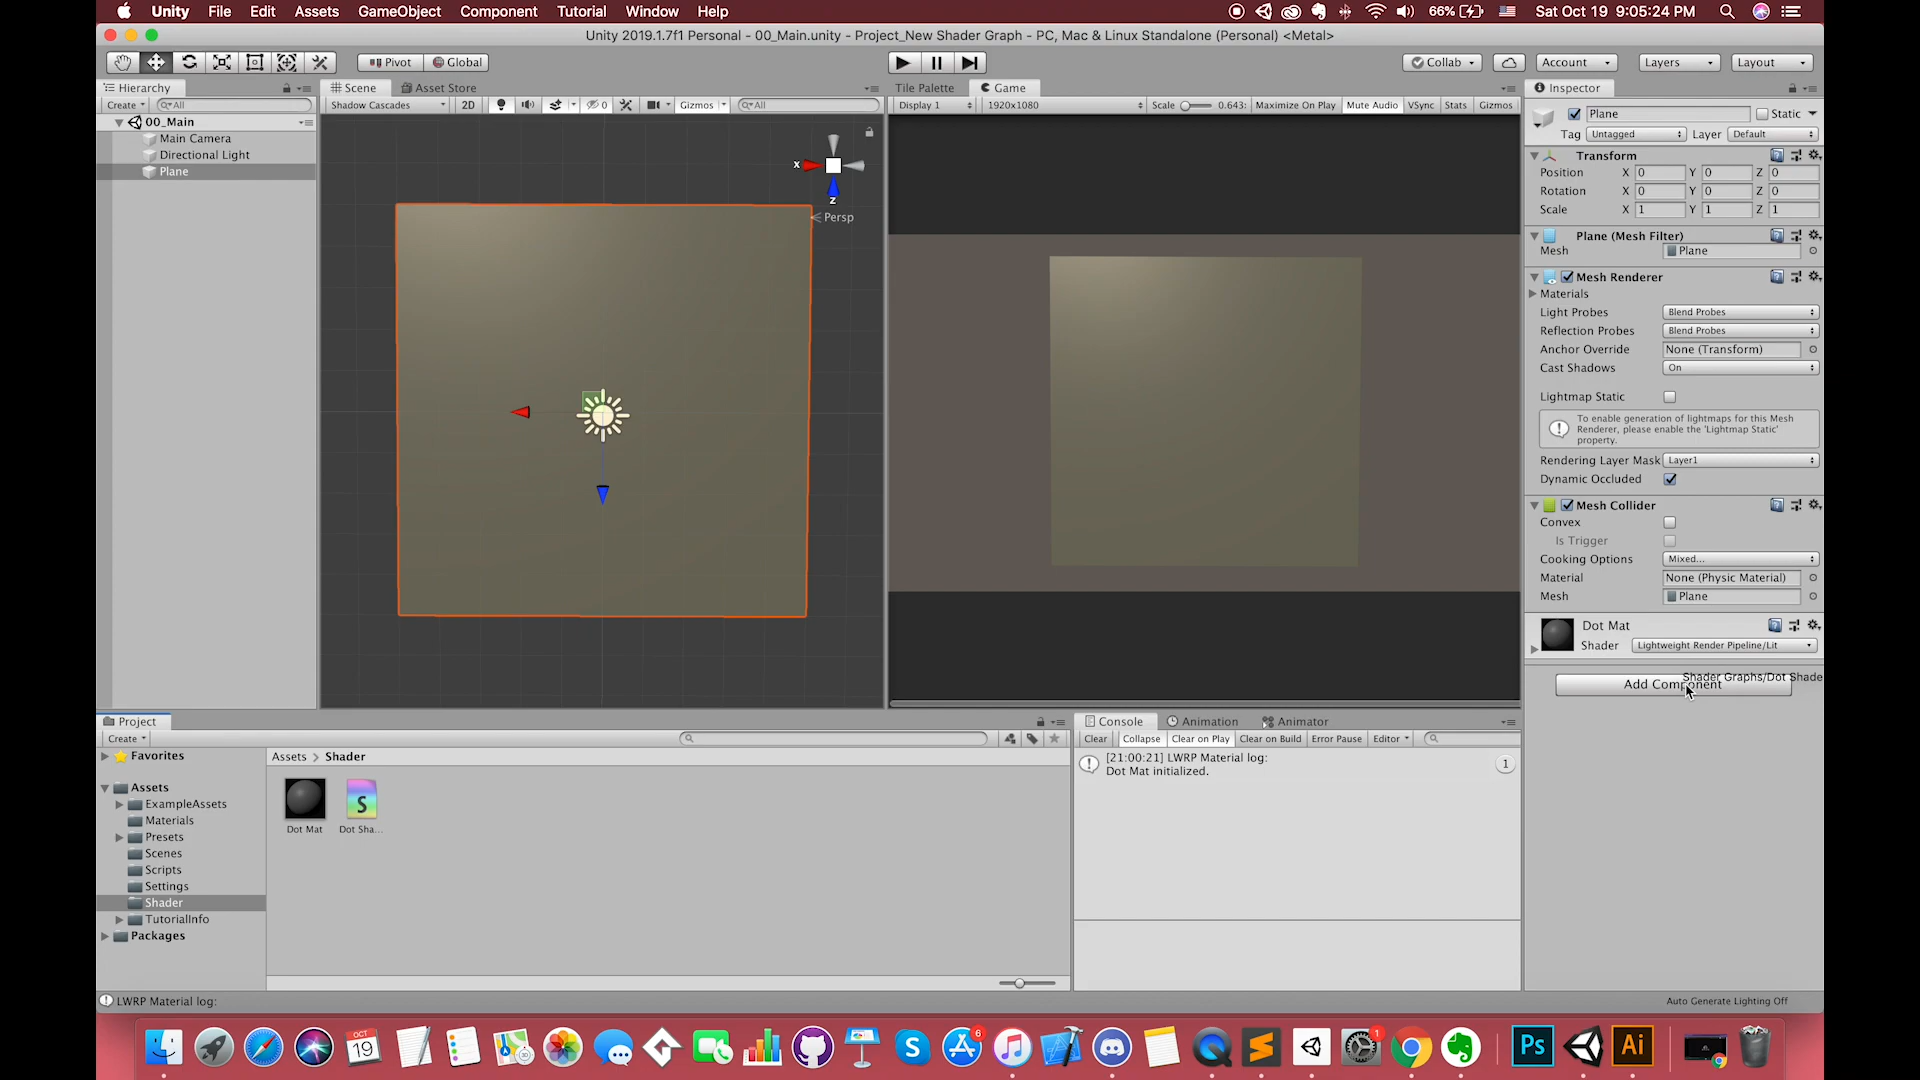 Unity File Edit Assets GameObject Component Tutorial Window Help 66% Sat Oct 19 9:05:24 PM
Unity 2019.1.7f1 Personal - 00_Main.unity - Project_New Shader Graph - PC, Mac & Linux Standalone (Personal) <Metal>
Pivot Global Collab Account Layers Layout
Hierarchy Scene Asset Store Tile Palette Game Inspector
Create All Shadow Cascades 2D 0 Gizmos All Display 1 1920x1080 Scale 0.643: Maximize On Play Mute Audio VSync Stats Gizmos
00_Main
Main Camera
Directional Light
Plane
x
z
Persp
Plane Static
Tag Untagged Layer Default
Transform
Position X 0 Y 0 Z 0
Rotation X 0 Y 0 Z 0
Scale X 1 Y 1 Z 1
Plane (Mesh Filter)
Mesh Plane
Mesh Renderer
Materials
Light Probes Blend Probes
Reflection Probes Blend Probes
Anchor Override None (Transform)
Cast Shadows On
Lightmap Static
To enable generation of lightmaps for this Mesh
Renderer, please enable the 'Lightmap Static'
property.
Rendering Layer Mask Layer1
Dynamic Occluded
Mesh Collider
Convex
Is Trigger
Cooking Options Mixed...
Material None (Physic Material)
Mesh Plane
Dot Mat
Shader Lightweight Render Pipeline/Lit
Shader Graphs/Dot Shade
Add Component
Project Console Animation Animator
Create Clear Collapse Clear on Play Clear on Build Error Pause Editor
Favorites
Assets
ExampleAssets
Materials
Presets
Scenes
Scripts
Settings
Shader
TutorialInfo
Packages
Assets > Shader
S
Dot Mat Dot Sha...
[21:00:21] LWRP Material log:
Dot Mat initialized.
1
LWRP Material log:
Auto Generate Lighting Off
OCT
19
S
6
1
Ps
Ai